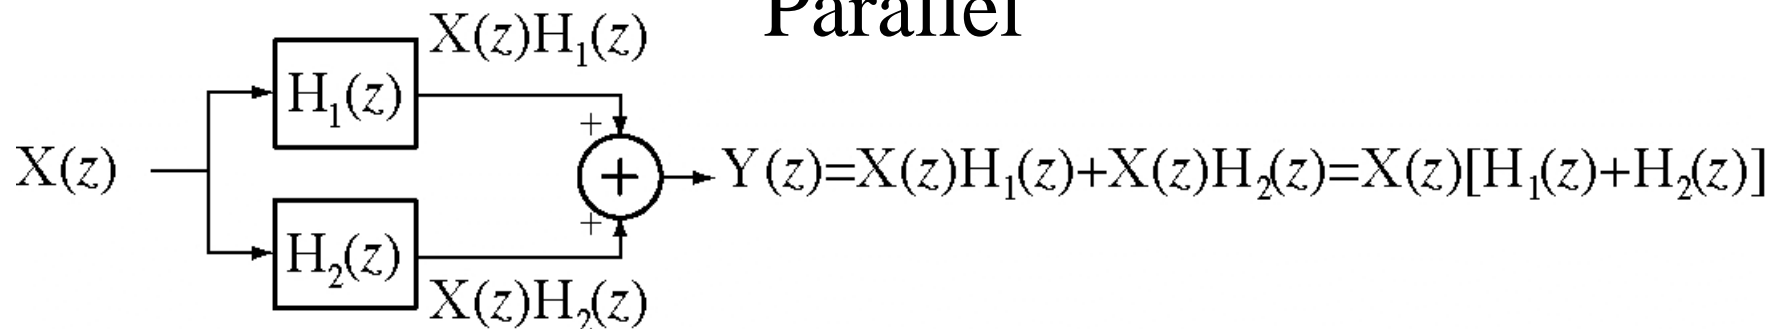 Parallel
X(z)H₁(z)
H₁(z)
+
X(z)
+
Y(z)=X(z)H₁(z)+X(z)H₂(z)=X(z)[H₁(z)+H₂(z)]
+
H₂(z)
X(z)H₂(z)